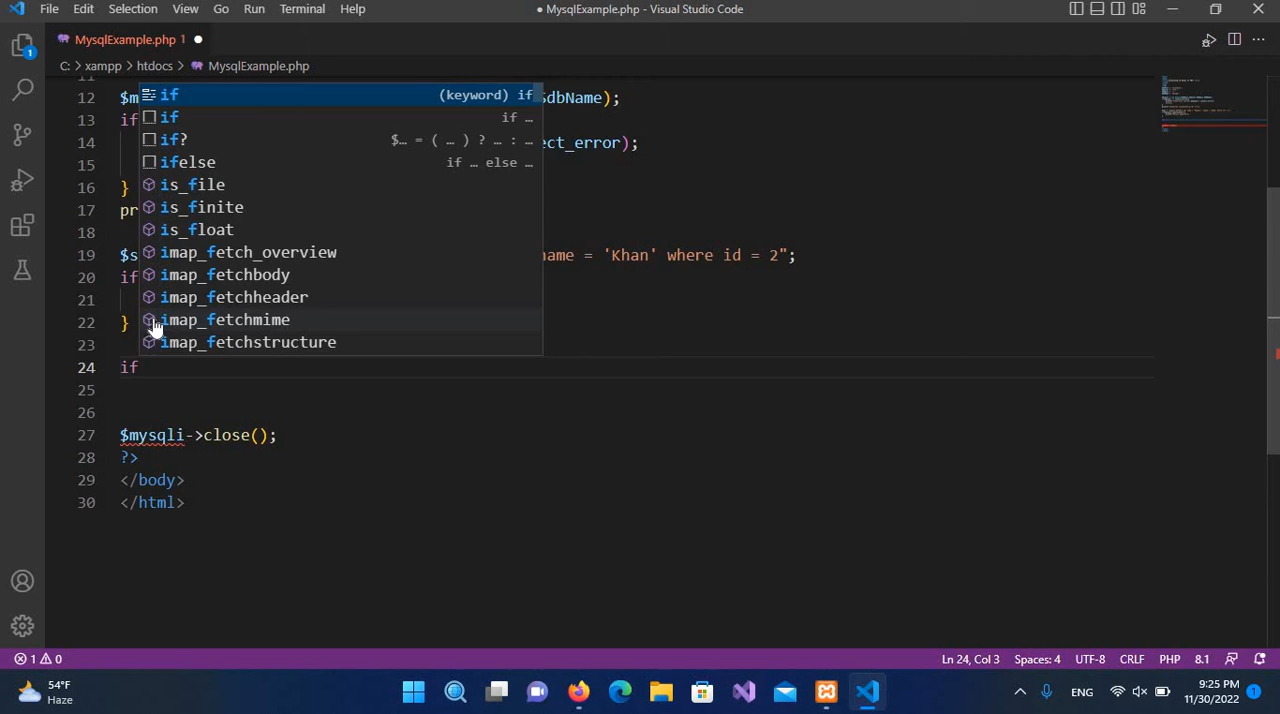 File Edit Selection View Go Run Terminal Help
● MysqlExample.php - Visual Studio Code
MysqlExample.php 1 ●
C: > xampp > htdocs > MysqlExample.php
11
12 $m dbName);
13 if
14 ect_error);
15
16 }
17 pr
18
19 $s name = 'Khan' where id = 2";
20 if
21
22 }
23
24 if
25
26
27 $mysqli->close();
28 ?>
29 </body>
30 </html>
if (keyword) if
if if …
if? $… = ( … ) ? … : …
ifelse if … else …
is_file
is_finite
is_float
imap_fetch_overview
imap_fetchbody
imap_fetchheader
imap_fetchmime
imap_fetchstructure
1
1 0
Ln 24, Col 3 Spaces: 4 UTF-8 CRLF PHP 8.1
54°F
Haze
ENG
9:25 PM
11/30/2022
1